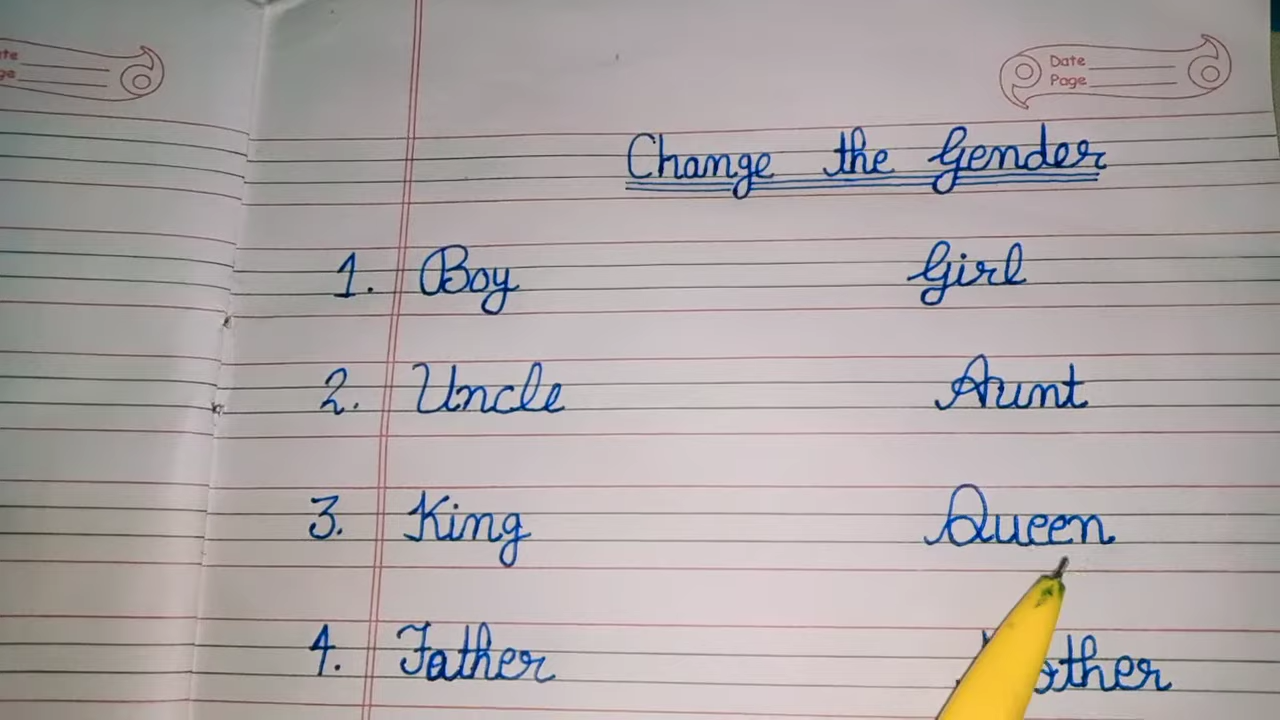 Date
Page
Change the Gender
1. Boy Girl
2. Uncle Aunt
3. King Queen
4. Father